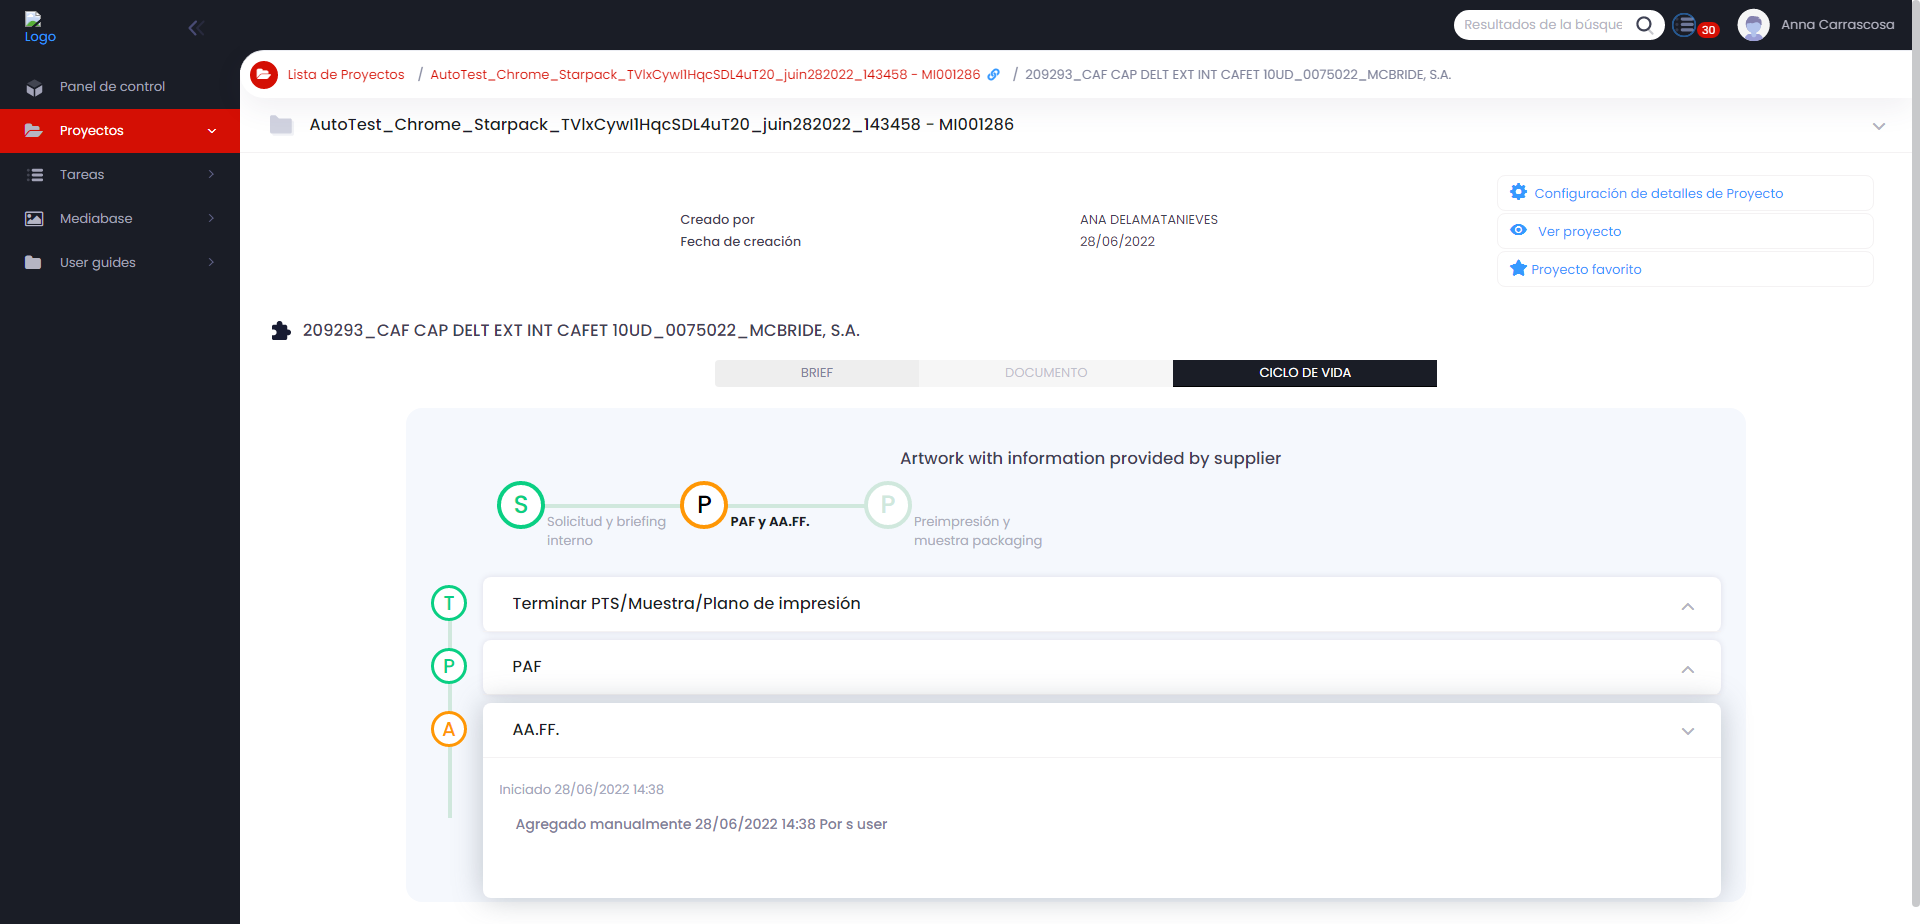 Logo
Resultados de la búsque
30
Anna Carrascosa
Panel de control
Proyectos
Tareas
Mediabase
User guides
Lista de Proyectos / AutoTest_Chrome_Starpack_TVlxCywI1HqcSDL4uT20_juin282022_143458 - MI001286 / 209293_CAF CAP DELT EXT INT CAFET 10UD_0075022_MCBRIDE, S.A.
AutoTest_Chrome_Starpack_TVlxCywI1HqcSDL4uT20_juin282022_143458 - MI001286
Creado por ANA DELAMATANIEVES
Fecha de creación 28/06/2022
Configuración de detalles de Proyecto
Ver proyecto
Proyecto favorito
209293_CAF CAP DELT EXT INT CAFET 10UD_0075022_MCBRIDE, S.A.
BRIEF
DOCUMENTO
CICLO DE VIDA
Artwork with information provided by supplier
S
Solicitud y briefing
interno
P
PAF y AA.FF.
P
Preimpresión y
muestra packaging
T
Terminar PTS/Muestra/Plano de impresión
P
PAF
A
AA.FF.
Iniciado 28/06/2022 14:38
Agregado manualmente 28/06/2022 14:38 Por s user